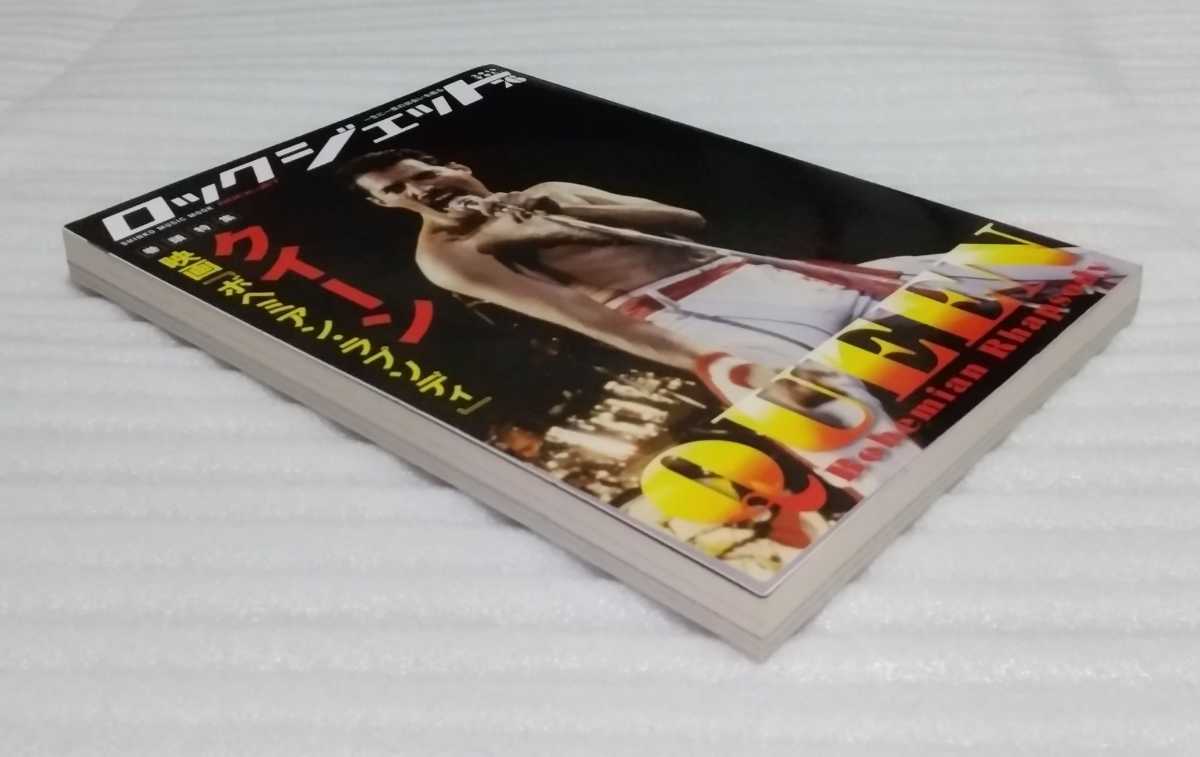 ロックジェット
SHINKO MUSIC MOOK
巻頭特集
クイーン
映画『ボヘミアン・ラプソディ』
QUEEN
Bohemian Rhapsody